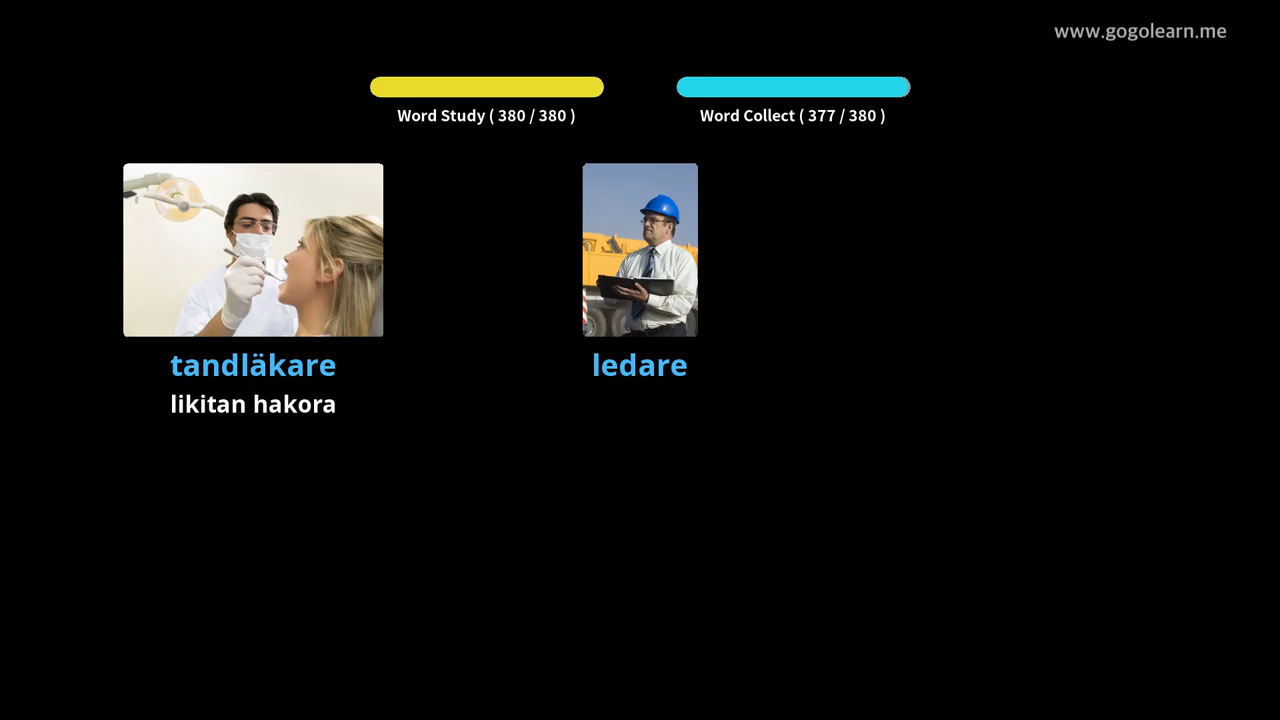 www.gogolearn.me
Word Study ( 380 / 380 )
Word Collect ( 377 / 380 )
tandläkare
likitan hakora
ledare